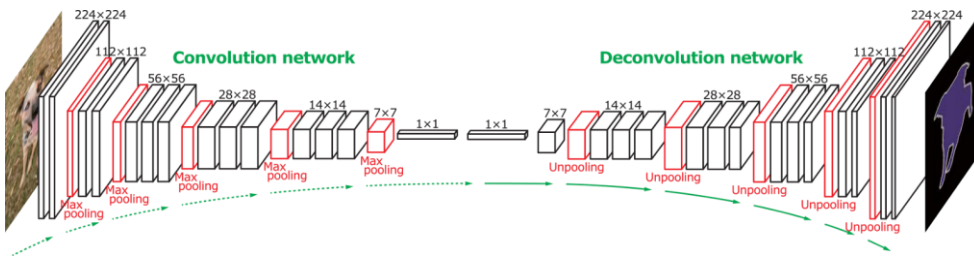 224×224
112×112
56×56
28×28
14×14
7×7
1×1
1×1
7×7
14×14
28×28
56×56
112×112
224×224
Convolution network
Deconvolution network
Max
pooling
Max
pooling
Max
pooling
Max
pooling
Max
pooling
Unpooling
Unpooling
Unpooling
Unpooling
Unpooling